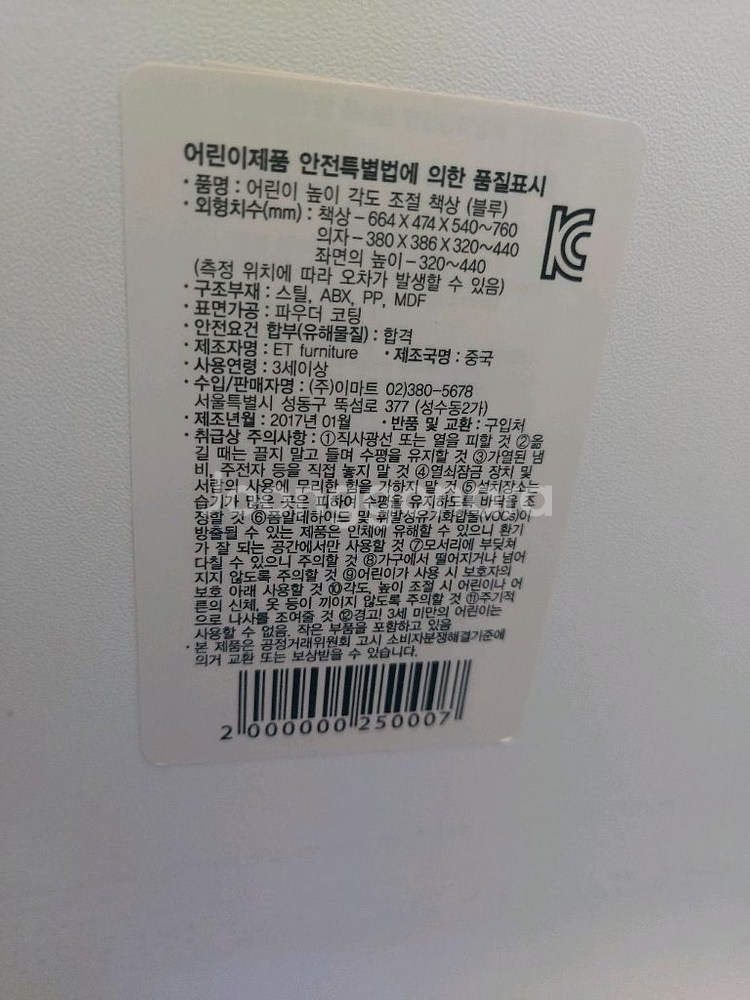 어린이제품 안전특별법에 의한 품질표시
· 품명 : 어린이 높이 각도 조절 책상 (블루)
· 외형치수(mm) : 책상 – 664 X 474 X 540~760
의자 – 380 X 386 X 320~440
좌면의 높이 – 320~440
(측정 위치에 따라 오차가 발생할 수 있음)
· 구조부재 : 스틸, ABX, PP, MDF
· 표면가공 : 파우더 코팅
· 안전요건 합부(유해물질) : 합격
· 제조자명 : ET furniture · 제조국명 : 중국
· 사용연령 : 3세이상
· 수입/판매자명 : (주)이마트 02)380-5678
서울특별시 성동구 뚝섬로 377 (성수동2가)
· 제조년월 : 2017년 01월 · 반품 및 교환 : 구입처
· 취급상 주의사항 : ①직사광선 또는 열을 피할 것 ②옮
길 때는 끌지 말고 들며 수평을 유지할 것 ③가열된 냄
비, 주전자 등을 직접 놓지 말 것 ④열쇠잠금 장치 및
서랍의 사용에 무리한 힘을 가하지 말 것 ⑤설치장소는
습기가 많은 곳은 피하여 수평을 유지하도록 바닥을 조
정할 것 ⑥폼알데하이드 및 휘발성유기화합물(VOCs)이
방출될 수 있는 제품은 인체에 유해할 수 있으니 환기
가 잘 되는 공간에서만 사용할 것 ⑦모서리에 부딪쳐
다칠 수 있으니 주의할 것 ⑧가구에서 떨어지거나 넘어
지지 않도록 주의할 것 ⑨어린이가 사용 시 보호자의
보호 아래 사용할 것 ⑩각도, 높이 조절 시 어린이나 어
른의 신체, 옷 등이 끼이지 않도록 주의할 것 ⑪주기적
으로 나사를 조여줄 것 ⑫경고! 3세 미만의 어린이는
사용할 수 없음. 작은 부품을 포함하고 있음
· 본 제품은 공정거래위원회 고시 소비자분쟁해결기준에
의거 교환 또는 보상받을 수 있습니다.
2 000000 250007